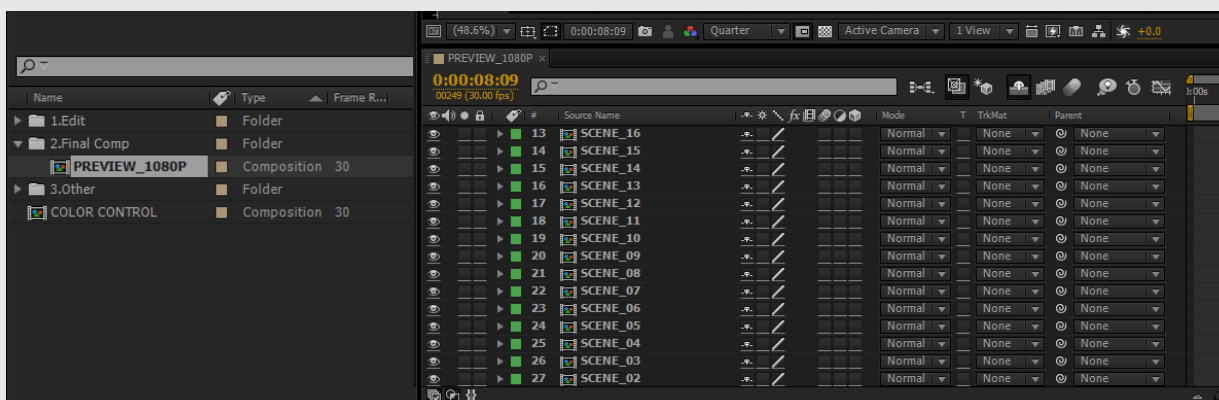 (48.6%) 0:00:08:09 Quarter Active Camera 1 View +0.0
PREVIEW_1080P ×
0:00:08:09
00249 (30.00 fps)
:00s
Name Type Frame R...
1.Edit Folder
2.Final Comp Folder
PREVIEW_1080P Composition 30
3.Other Folder
COLOR CONTROL Composition 30
# Source Name fx Mode T TrkMat Parent
13 SCENE_16 Normal None None
14 SCENE_15 Normal None None
15 SCENE_14 Normal None None
16 SCENE_13 Normal None None
17 SCENE_12 Normal None None
18 SCENE_11 Normal None None
19 SCENE_10 Normal None None
20 SCENE_09 Normal None None
21 SCENE_08 Normal None None
22 SCENE_07 Normal None None
23 SCENE_06 Normal None None
24 SCENE_05 Normal None None
25 SCENE_04 Normal None None
26 SCENE_03 Normal None None
27 SCENE_02 Normal None None